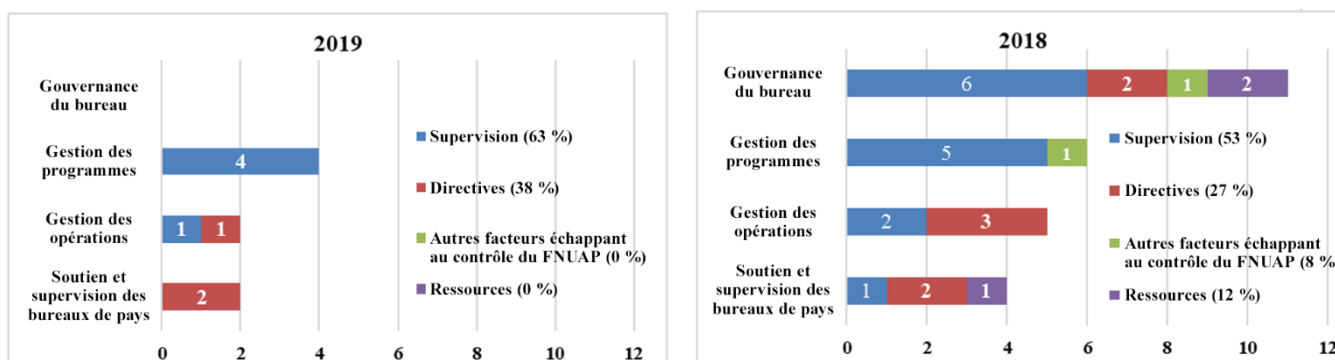 2019
Gouvernance
du bureau
Gestion des
programmes
4
Gestion des
opérations
1 1
Soutien et
supervision des
bureaux de pays
2
0 2 4 6 8 10 12
Supervision (63 %)
Directives (38 %)
Autres facteurs échappant
au contrôle du FNUAP (0 %)
Ressources (0 %)
2018
Gouvernance
du bureau
6 2 1 2
Gestion des
programmes
5 1
Gestion des
opérations
2 3
Soutien et
supervision des
bureaux de pays
1 2 1
0 2 4 6 8 10 12
Supervision (53 %)
Directives (27 %)
Autres facteurs échappant
au contrôle du FNUAP (8 %
Ressources (12 %)